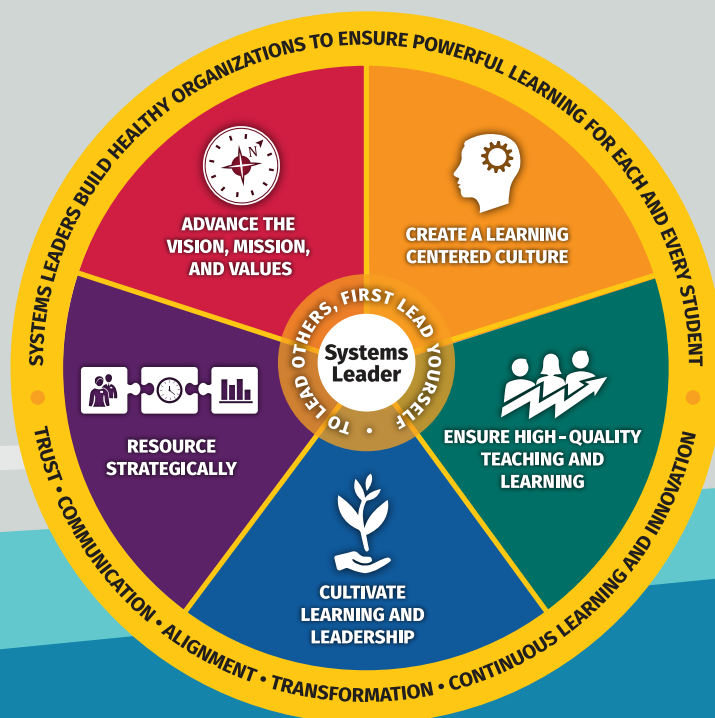 SYSTEMS LEADERS BUILD HEALTHY ORGANIZATIONS TO ENSURE POWERFUL LEARNING FOR EACH AND EVERY STUDENT
N
ADVANCE THE
VISION, MISSION,
AND VALUES
CREATE A LEARNING
CENTERED CULTURE
TO LEAD OTHERS, FIRST LEAD YOURSELF •
Systems
Leader
RESOURCE
STRATEGICALLY
ENSURE HIGH-QUALITY
TEACHING AND
LEARNING
CULTIVATE
LEARNING AND
LEADERSHIP
TRUST • COMMUNICATION • ALIGNMENT • TRANSFORMATION • CONTINUOUS LEARNING AND INNOVATION